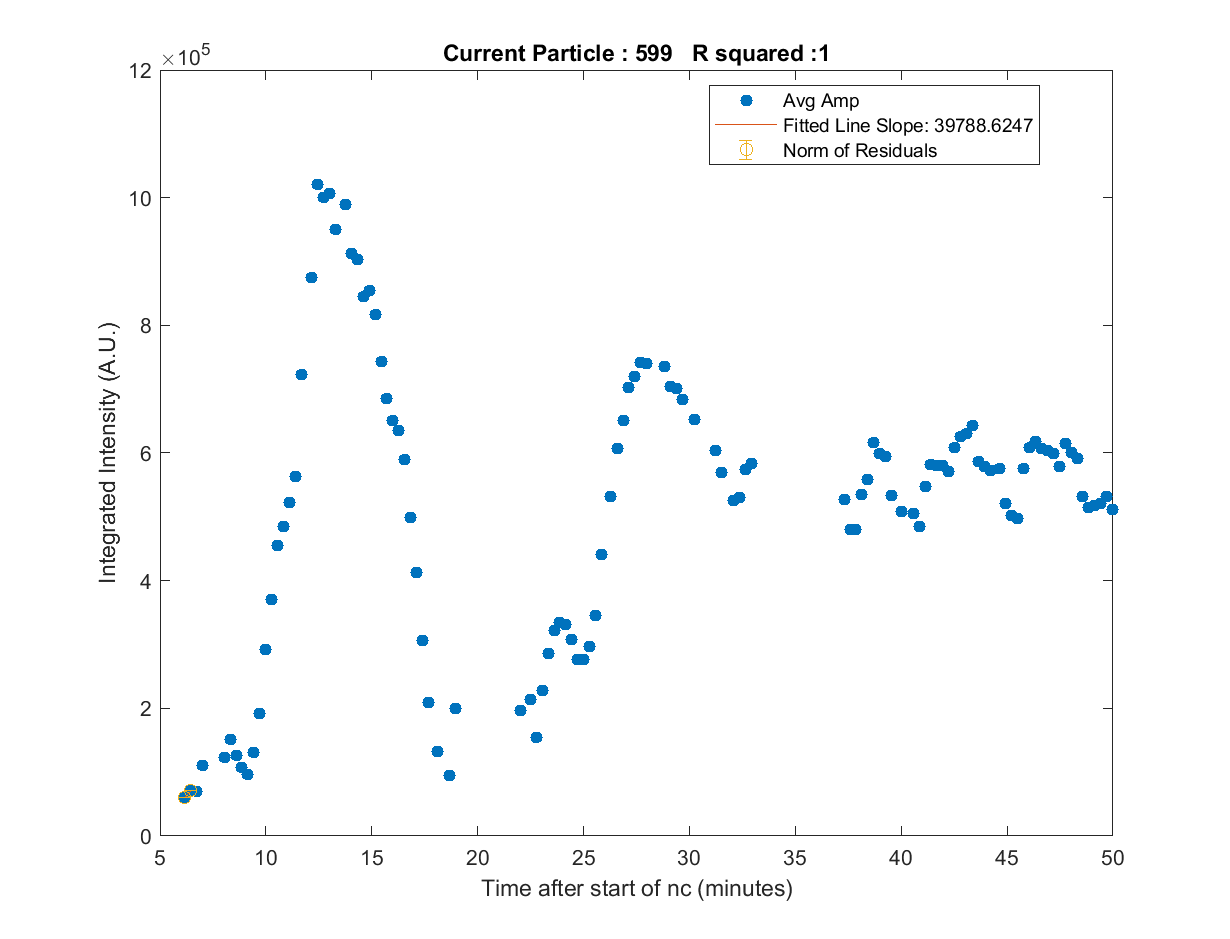 Current Particle : 599 R squared :1
×10⁵
12
10
8
6
4
2
0
5 10 15 20 25 30 35 40 45 50
Integrated Intensity (A.U.)
Time after start of nc (minutes)
Avg Amp
Fitted Line Slope: 39788.6247
Norm of Residuals